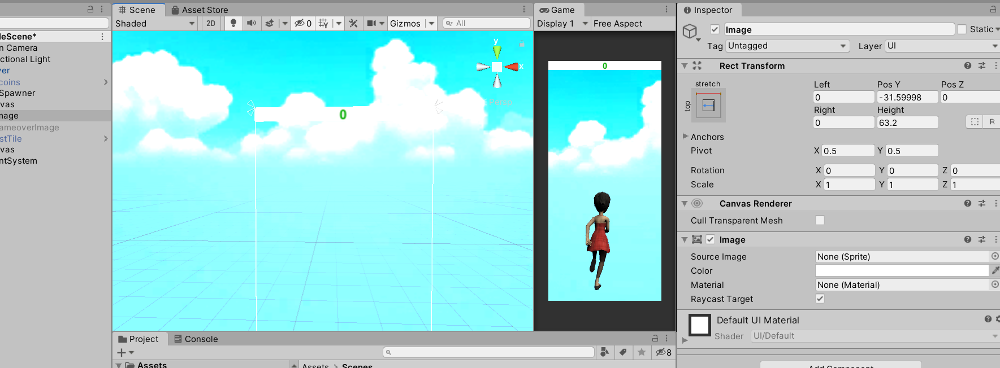 Scene
Asset Store
Game
Inspector
Shaded
2D
0
Gizmos
All
Display 1
Free Aspect
Image
Static
Tag
Untagged
Layer
UI
leScene*
n Camera
ctional Light
ver
coins
Spawner
vas
mage
ameoverImage
stTile
vas
ntSystem
y
x
Persp
0
0
Rect Transform
stretch
top
Left
Pos Y
Pos Z
0
-31.59998
0
Right
Height
0
63.2
R
Anchors
Pivot
X 0.5
Y 0.5
Rotation
X 0
Y 0
Z 0
Scale
X 1
Y 1
Z 1
Canvas Renderer
Cull Transparent Mesh
Image
Source Image
None (Sprite)
Color
Material
None (Material)
Raycast Target
Default UI Material
Shader
UI/Default
Add Component
Project
Console
8
Assets
Assets > Scenes